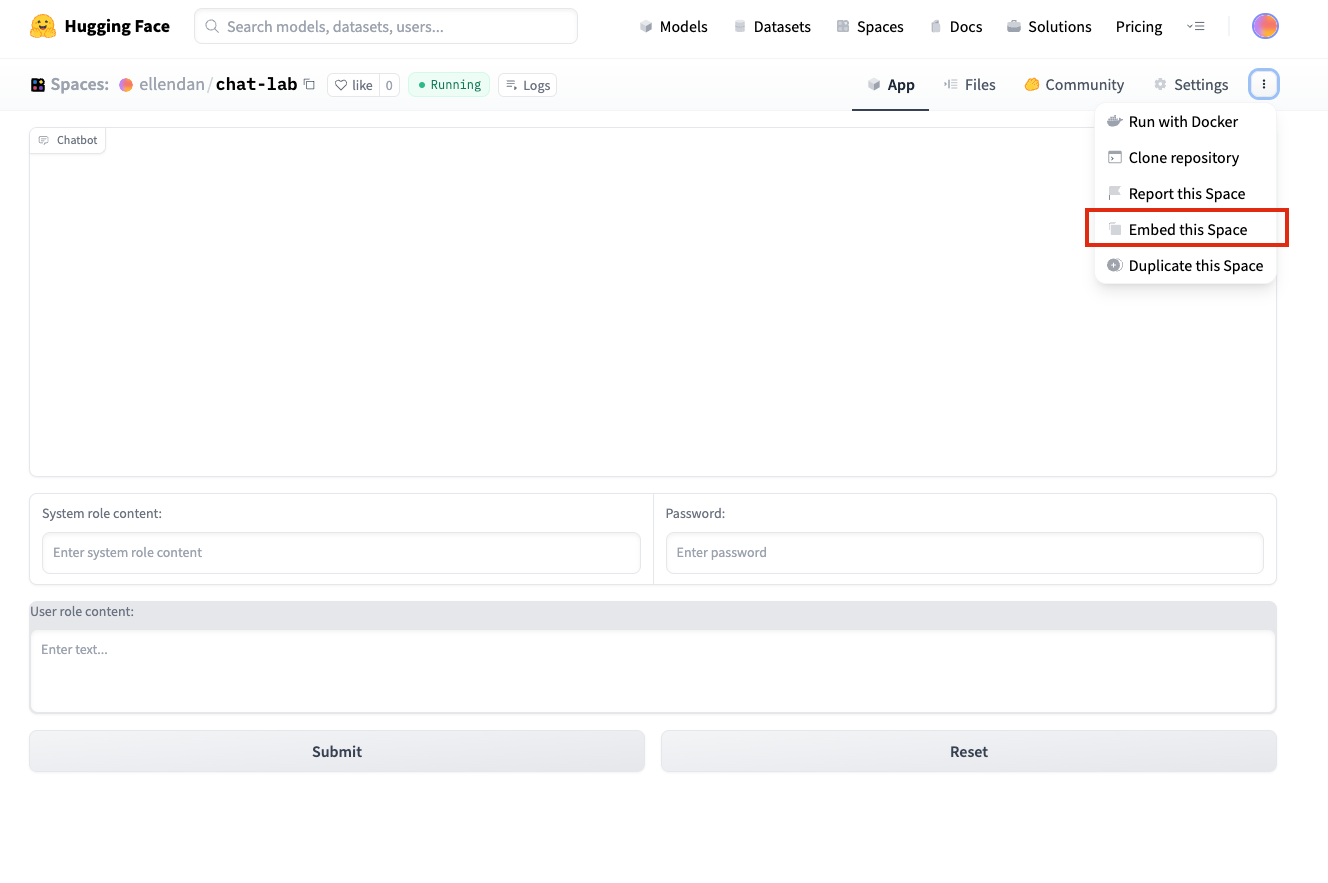 Hugging Face Search models, datasets, users... Models Datasets Spaces Docs Solutions Pricing
Spaces: ellendan/chat-lab like 0 Running Logs App Files Community Settings
Run with Docker
Clone repository
Report this Space
Embed this Space
Duplicate this Space
Chatbot
System role content: Password:
Enter system role content Enter password
User role content:
Enter text...
Submit Reset